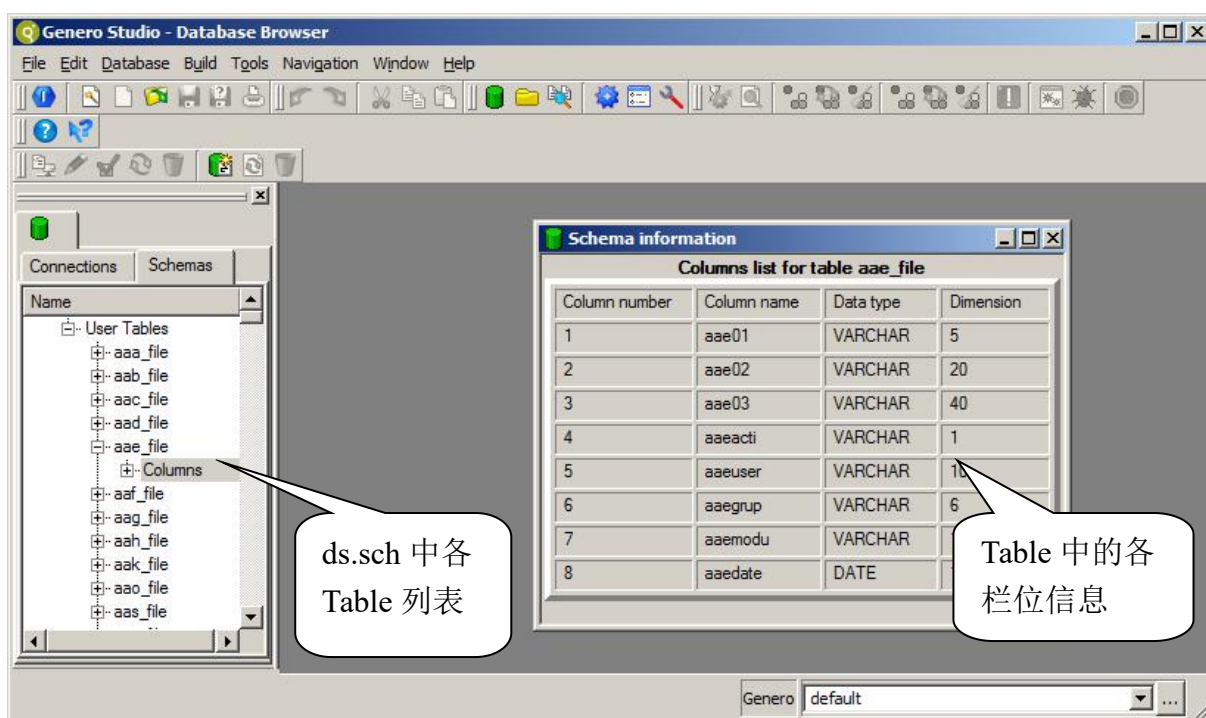 Genero Studio - Database Browser
File Edit Database Build Tools Navigation Window Help
Connections Schemas
Name
User Tables
aaa_file
aab_file
aac_file
aad_file
aae_file
Columns
aaf_file
aag_file
aah_file
aak_file
aao_file
aas_file
ds.sch 中各
Table 列表
Schema information
Columns list for table aae_file
Column number Column name Data type Dimension
1 aae01 VARCHAR 5
2 aae02 VARCHAR 20
3 aae03 VARCHAR 40
4 aaeacti VARCHAR 1
5 aaeuser VARCHAR
6 aaegrup VARCHAR 6
7 aaemodu VARCHAR
8 aaedate DATE
Table 中的各
栏位信息
Genero default